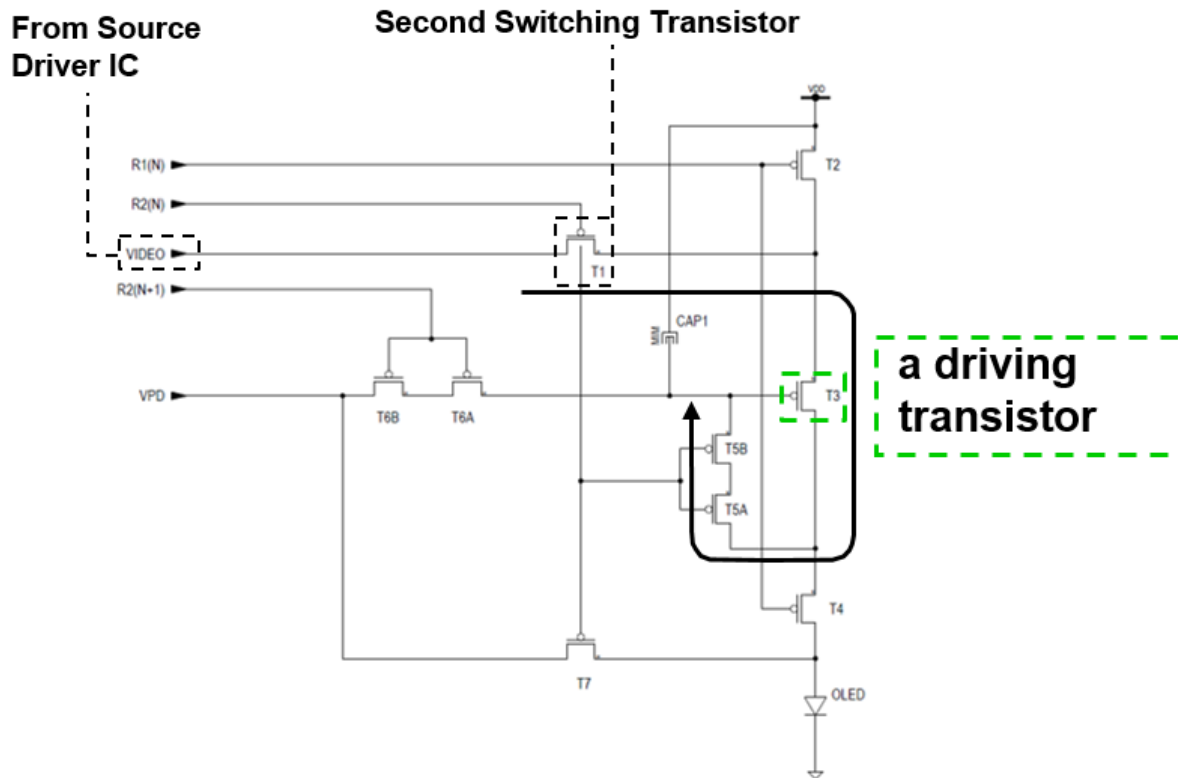 From Source
Driver IC
Second Switching Transistor
VDD
R1(N)
T2
R2(N)
VIDEO
T1
R2(N+1)
CAP1
MIM
a driving
transistor
VPD
T3
T6B
T6A
T5B
T5A
T4
T7
OLED